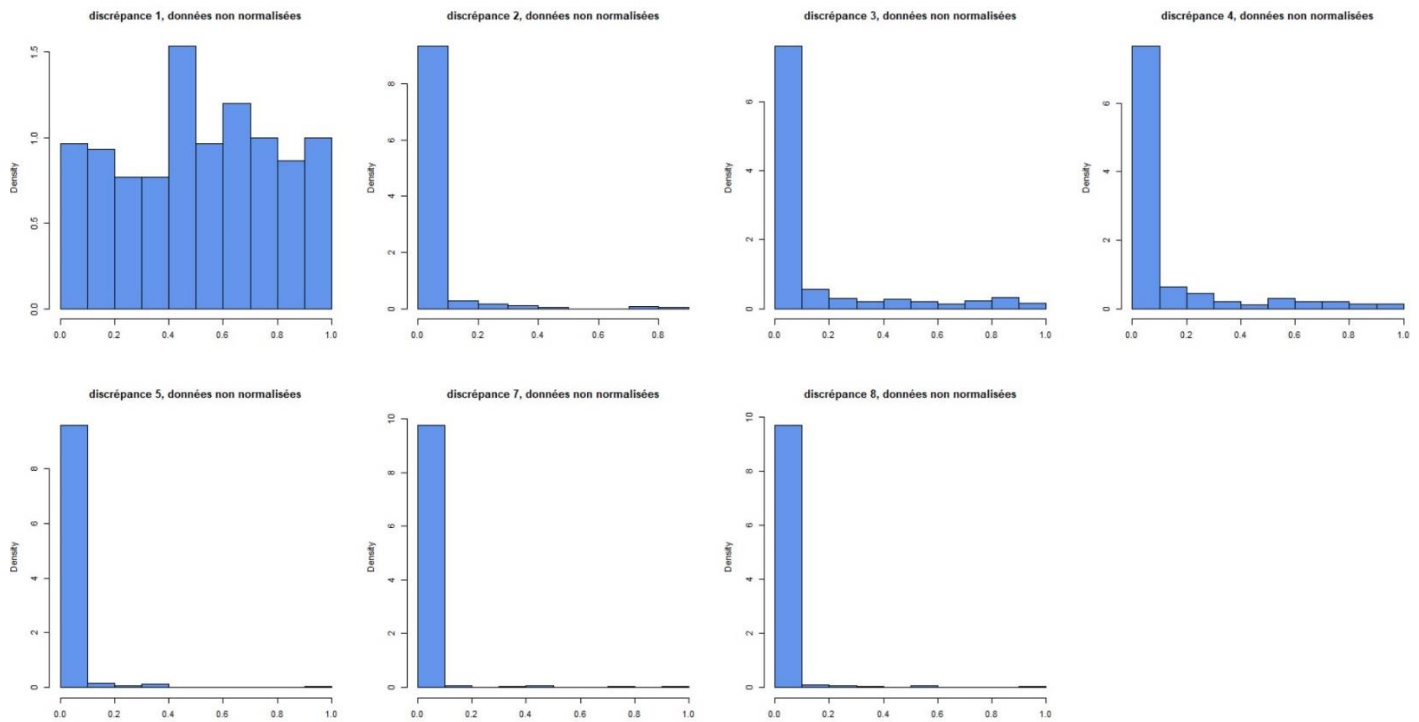 discrépance 1, données non normalisées
discrépance 2, données non normalisées
discrépance 3, données non normalisées
discrépance 4, données non normalisées
Density
0.0 0.5 1.0 1.5
0.0 0.2 0.4 0.6 0.8 1.0
Density
0 2 4 6 8
0.0 0.2 0.4 0.6 0.8
Density
0 2 4 6
0.0 0.2 0.4 0.6 0.8 1.0
Density
0 2 4 6
0.0 0.2 0.4 0.6 0.8 1.0
discrépance 5, données non normalisées
discrépance 7, données non normalisées
discrépance 8, données non normalisées
Density
0 2 4 6 8
0.0 0.2 0.4 0.6 0.8 1.0
Density
0 2 4 6 8 10
0.0 0.2 0.4 0.6 0.8 1.0
Density
0 2 4 6 8 10
0.0 0.2 0.4 0.6 0.8 1.0